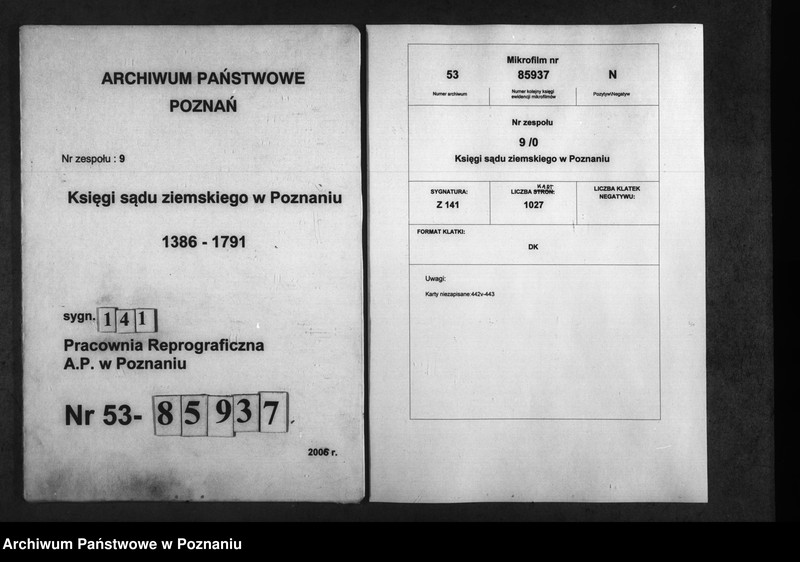 ARCHIWUM PAŃSTWOWE
POZNAŃ
Nr zespołu : 9
Księgi sądu ziemskiego w Poznaniu
1386 - 1791
sygn. 141
Pracownia Reprograficzna
A.P. w Poznaniu
Nr 53- 85937
2006 r.
Mikrofilm nr
53 85937 N
Numer archiwum
Numer kolejny księgi
ewidencji mikrofilmów
Pozytyw\Negatyw
Nr zespołu
9 /0
Księgi sądu ziemskiego w Poznaniu
SYGNATURA:
Z 141
KART
LICZBA STRON:
1027
LICZBA KLATEK
NEGATYWU:
FORMAT KLATKI:
DK
Uwagi:
Karty niezapisane:442v-443
Archiwum Państwowe w Poznaniu